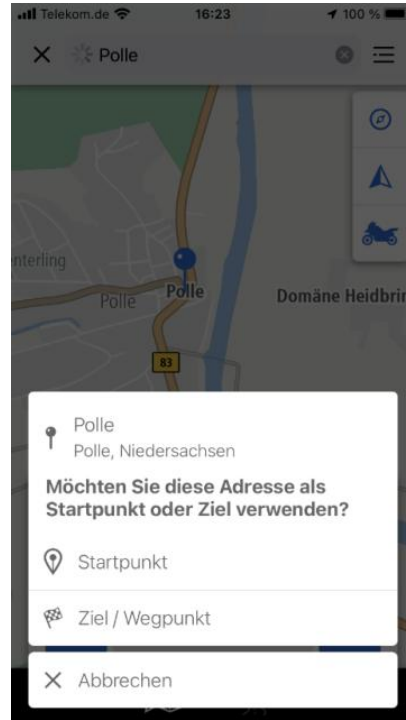 Telekom.de 16:23 100 %
Polle
enterling
Polle
Polle
Domäne Heidbrin
83
Polle
Polle, Niedersachsen
Möchten Sie diese Adresse als
Startpunkt oder Ziel verwenden?
Startpunkt
Ziel / Wegpunkt
Abbrechen